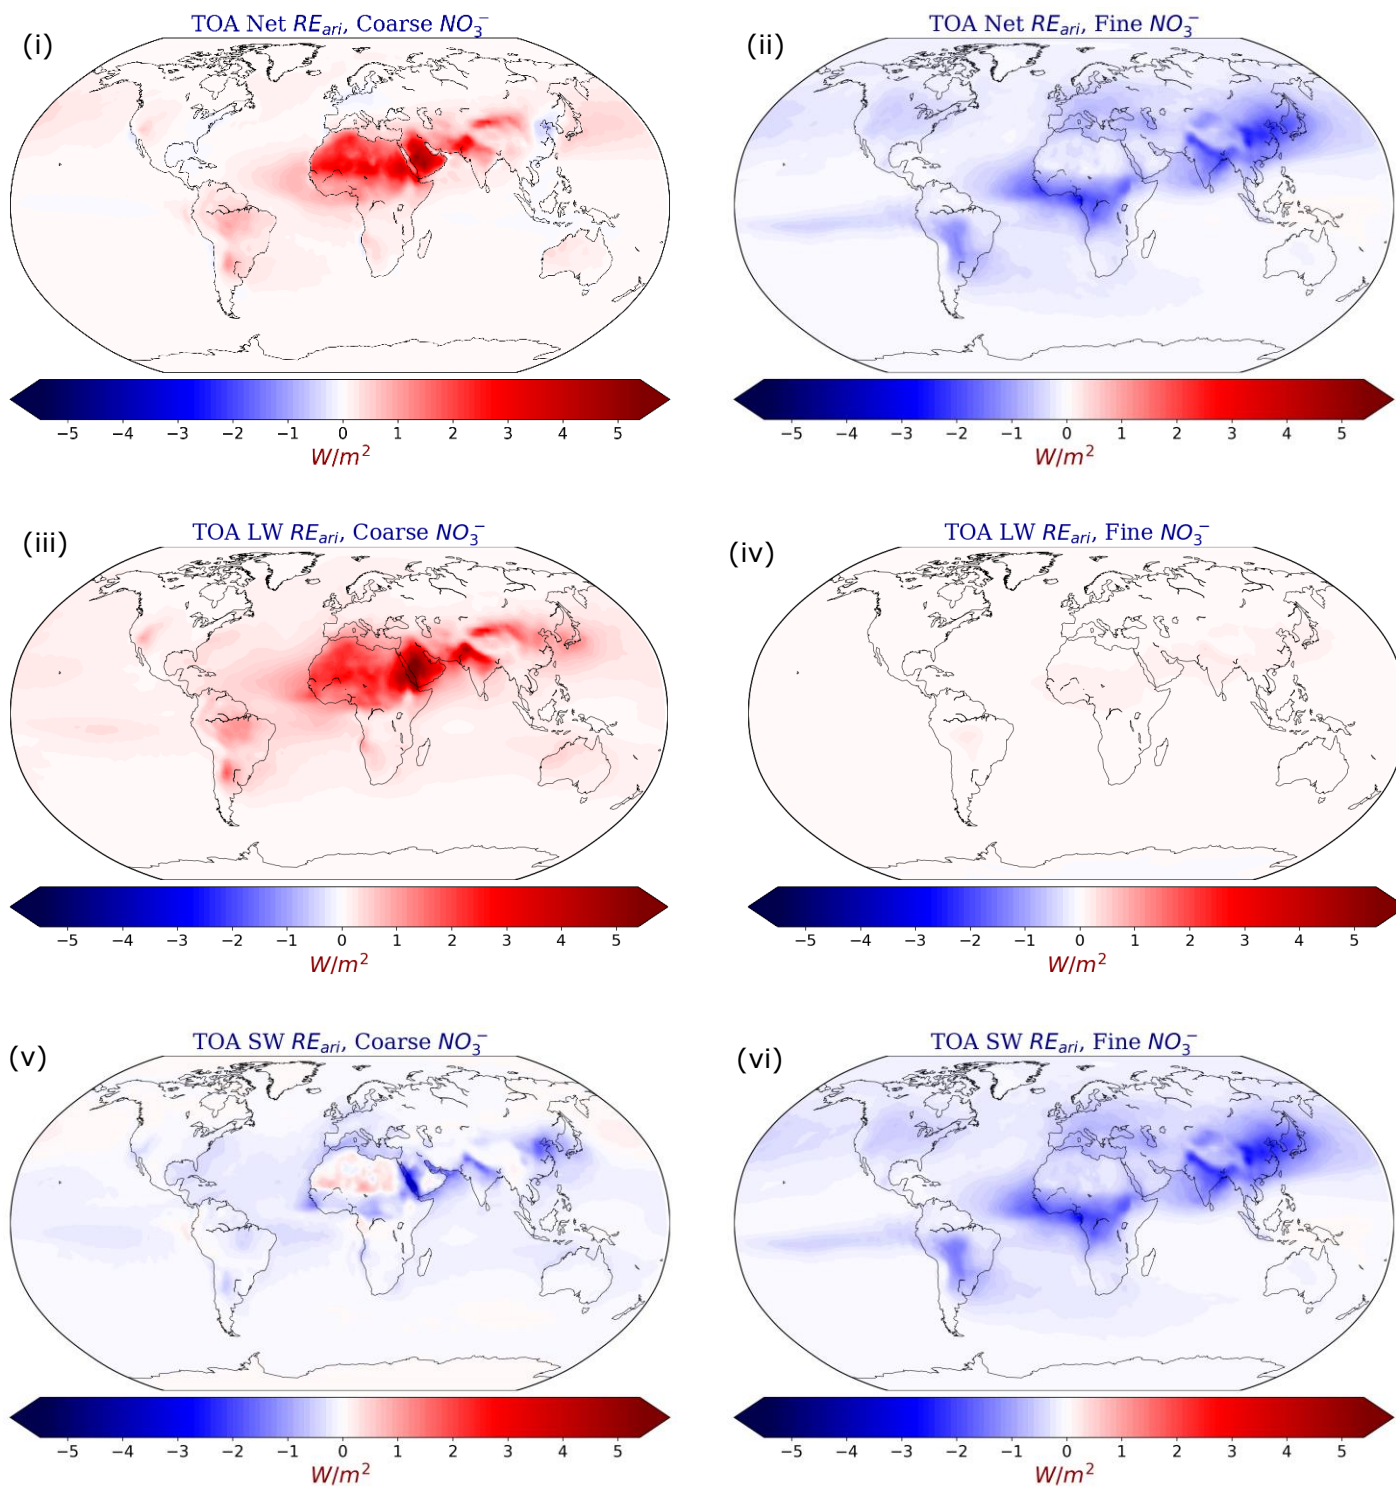 (i)
TOA Net RE_ari, Coarse NO₃⁻
−5 −4 −3 −2 −1 0 1 2 3 4 5
W/m²
(ii)
TOA Net RE_ari, Fine NO₃⁻
−5 −4 −3 −2 −1 0 1 2 3 4 5
W/m²
(iii)
TOA LW RE_ari, Coarse NO₃⁻
−5 −4 −3 −2 −1 0 1 2 3 4 5
W/m²
(iv)
TOA LW RE_ari, Fine NO₃⁻
−5 −4 −3 −2 −1 0 1 2 3 4 5
W/m²
(v)
TOA SW RE_ari, Coarse NO₃⁻
−5 −4 −3 −2 −1 0 1 2 3 4 5
W/m²
(vi)
TOA SW RE_ari, Fine NO₃⁻
−5 −4 −3 −2 −1 0 1 2 3 4 5
W/m²